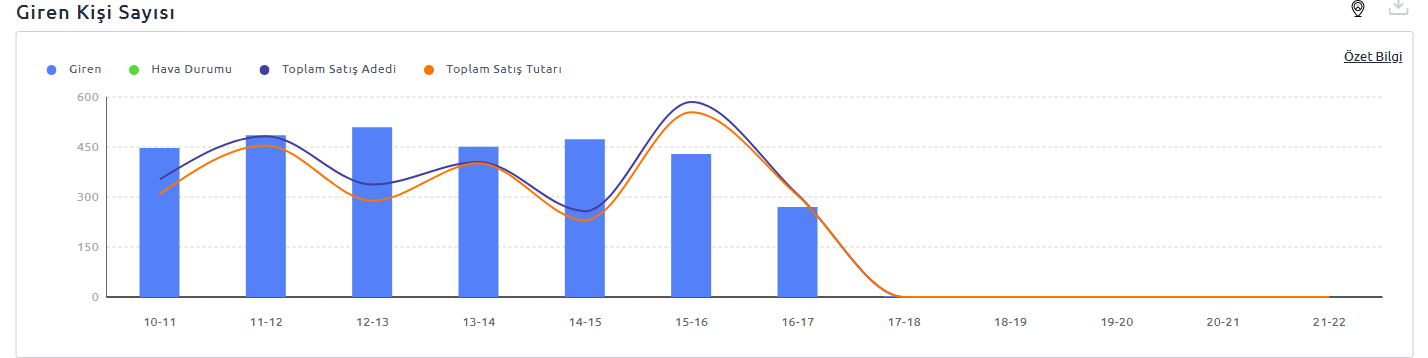 Giren Kişi Sayısı
Özet Bilgi
Giren Hava Durumu Toplam Satış Adedi Toplam Satış Tutarı
600
450
300
150
0
10-11 11-12 12-13 13-14 14-15 15-16 16-17 17-18 18-19 19-20 20-21 21-22